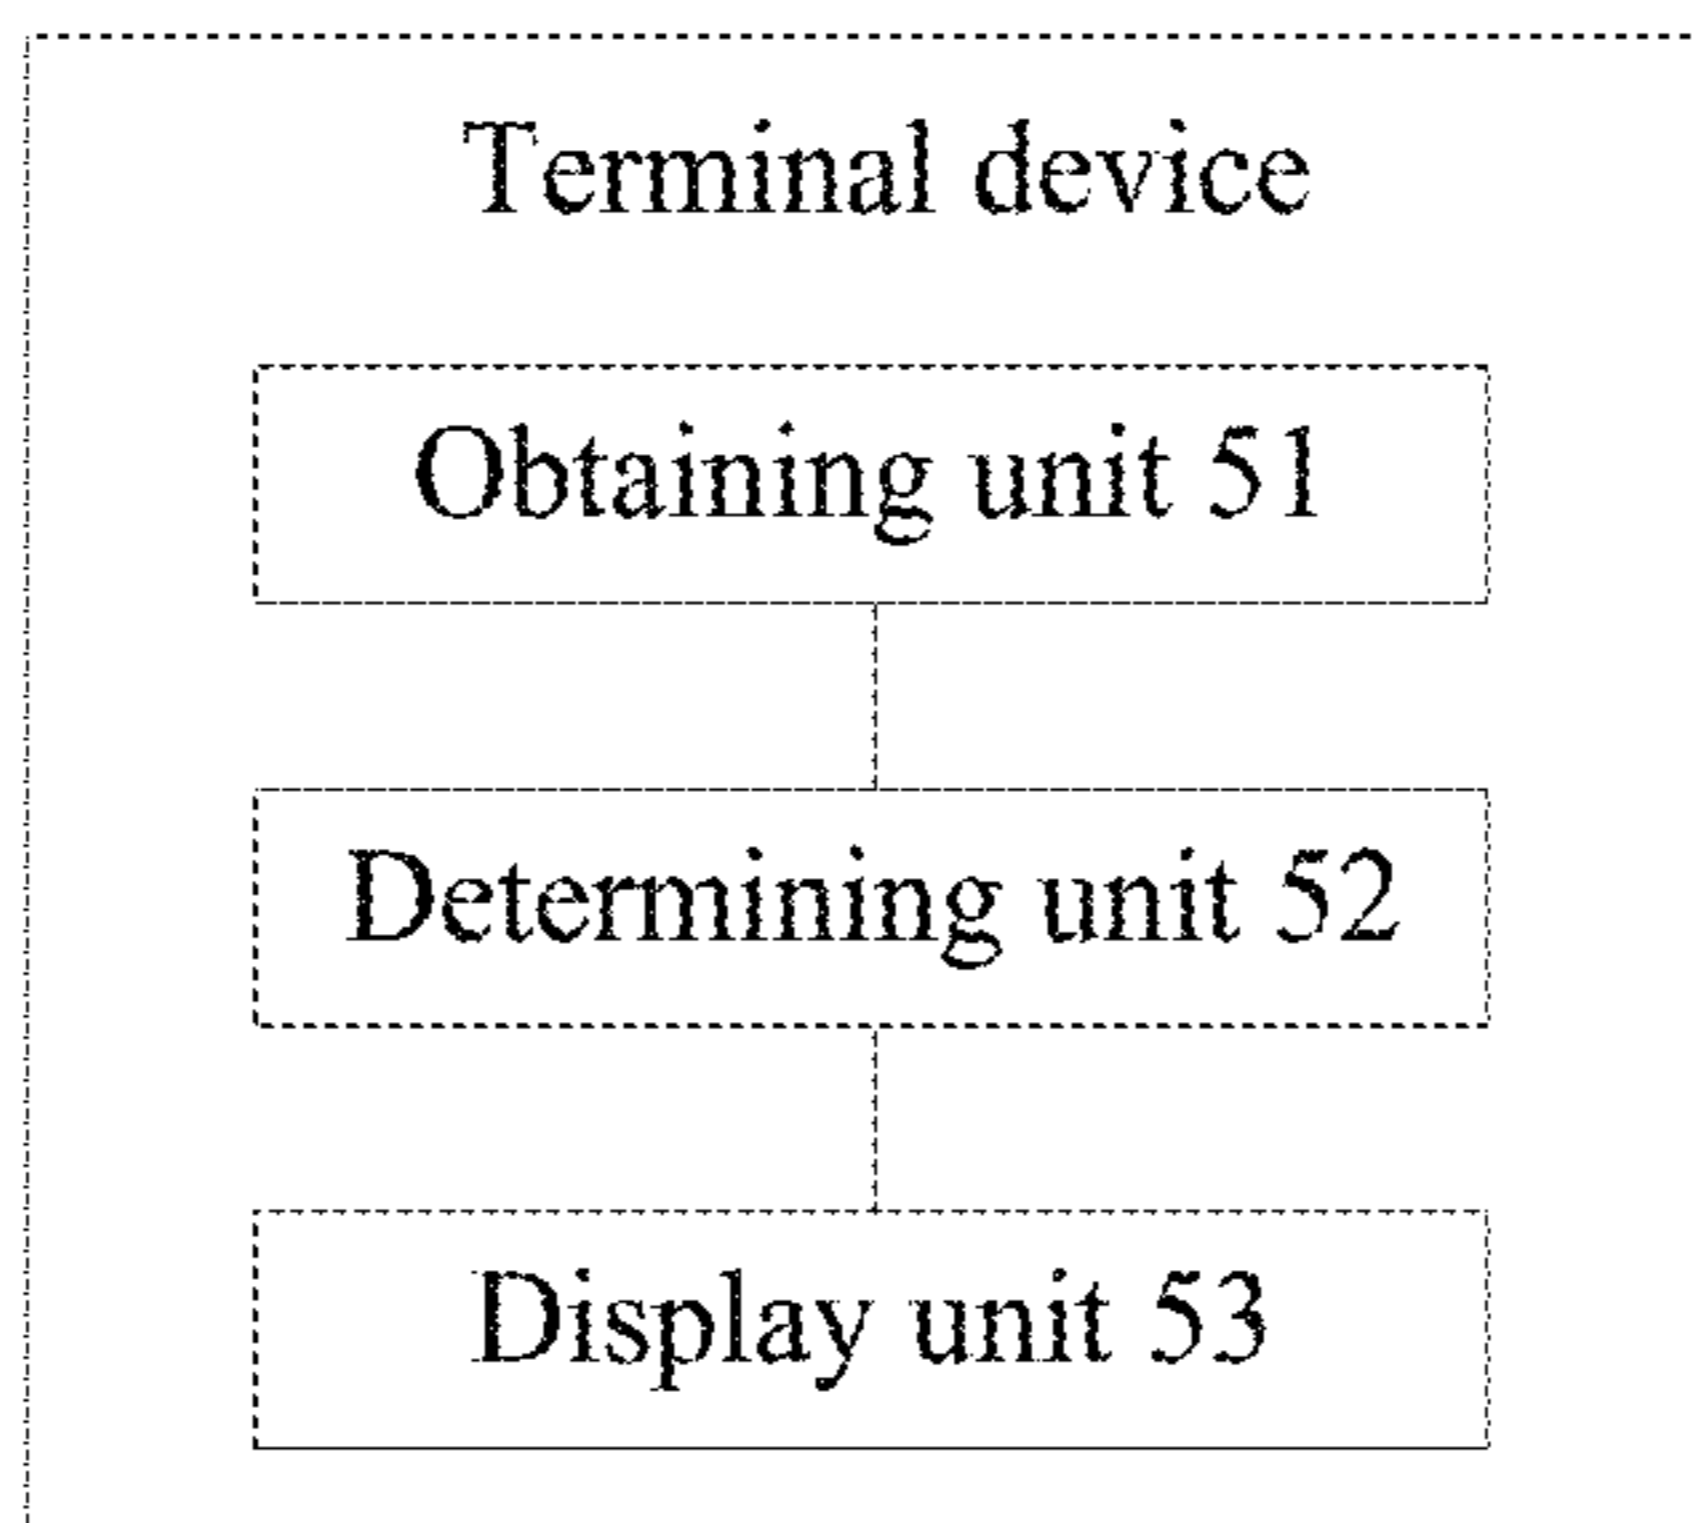 Terminal device
Obtaining unit 51
Determining unit 52
Display unit 53